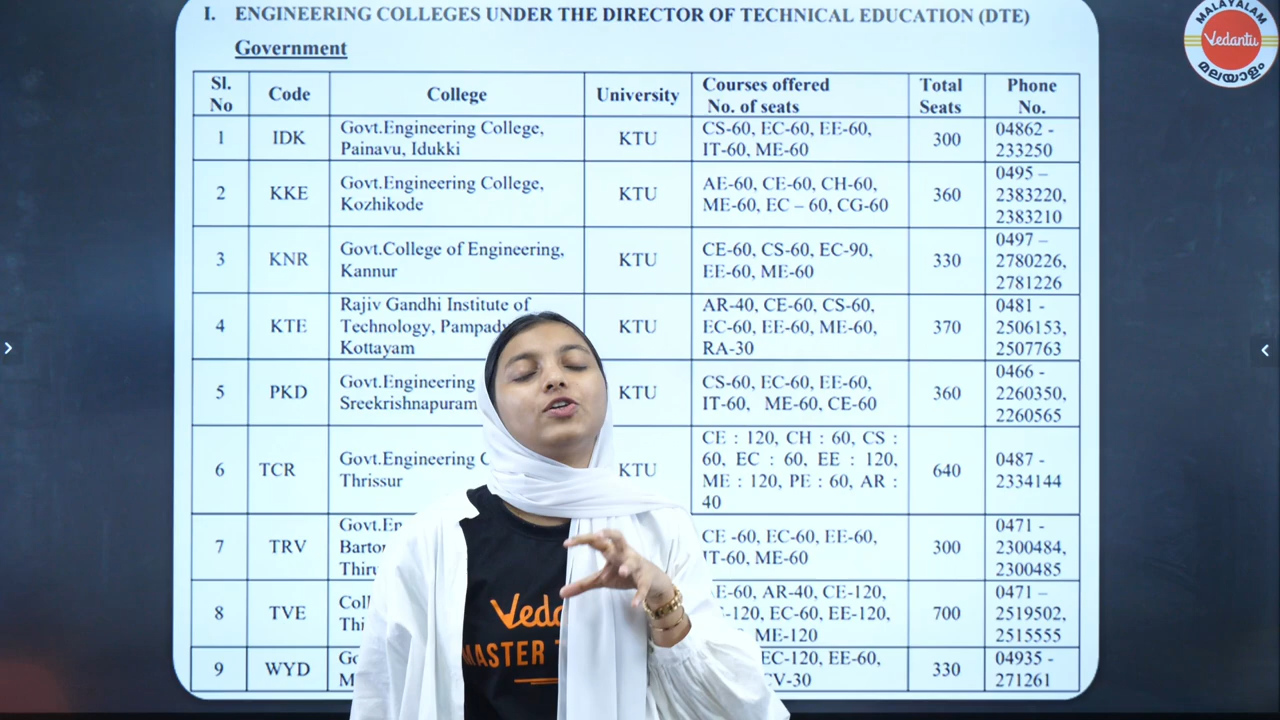 I. ENGINEERING COLLEGES UNDER THE DIRECTOR OF TECHNICAL EDUCATION (DTE)
Government
Sl. No Code College University Courses offered No. of seats Total Seats Phone No.
1 IDK Govt.Engineering College, Painavu, Idukki KTU CS-60, EC-60, EE-60, IT-60, ME-60 300 04862 - 233250
2 KKE Govt.Engineering College, Kozhikode KTU AE-60, CE-60, CH-60, ME-60, EC – 60, CG-60 360 0495 – 2383220, 2383210
3 KNR Govt.College of Engineering, Kannur KTU CE-60, CS-60, EC-90, EE-60, ME-60 330 0497 – 2780226, 2781226
4 KTE Rajiv Gandhi Institute of Technology, Kottayam KTU AR-40, CE-60, CS-60, EC-60, EE-60, ME-60, RA-30 370 0481 - 2506153, 2507763
5 PKD Govt.Engineering Sreekrishnapuram KTU CS-60, EC-60, EE-60, IT-60, ME-60, CE-60 360 0466 - 2260350, 2260565
6 TCR Govt.Engineering Thrissur KTU CE : 120, CH : 60, CS : 60, EC : 60, EE : 120, ME : 120, PE : 60, AR : 40 640 0487 - 2334144
7 TRV CE -60, EC-60, EE-60, IT-60, ME-60 300 0471 - 2300484, 2300485
8 TVE AR-40, CE-120, EC-60, EE-120, ME-120 700 0471 – 2519502, 2515555
9 WYD EC-120, EE-60, 330 04935 - 271261
MASTER
MALAYALAM
Vedantu
മലയാളം